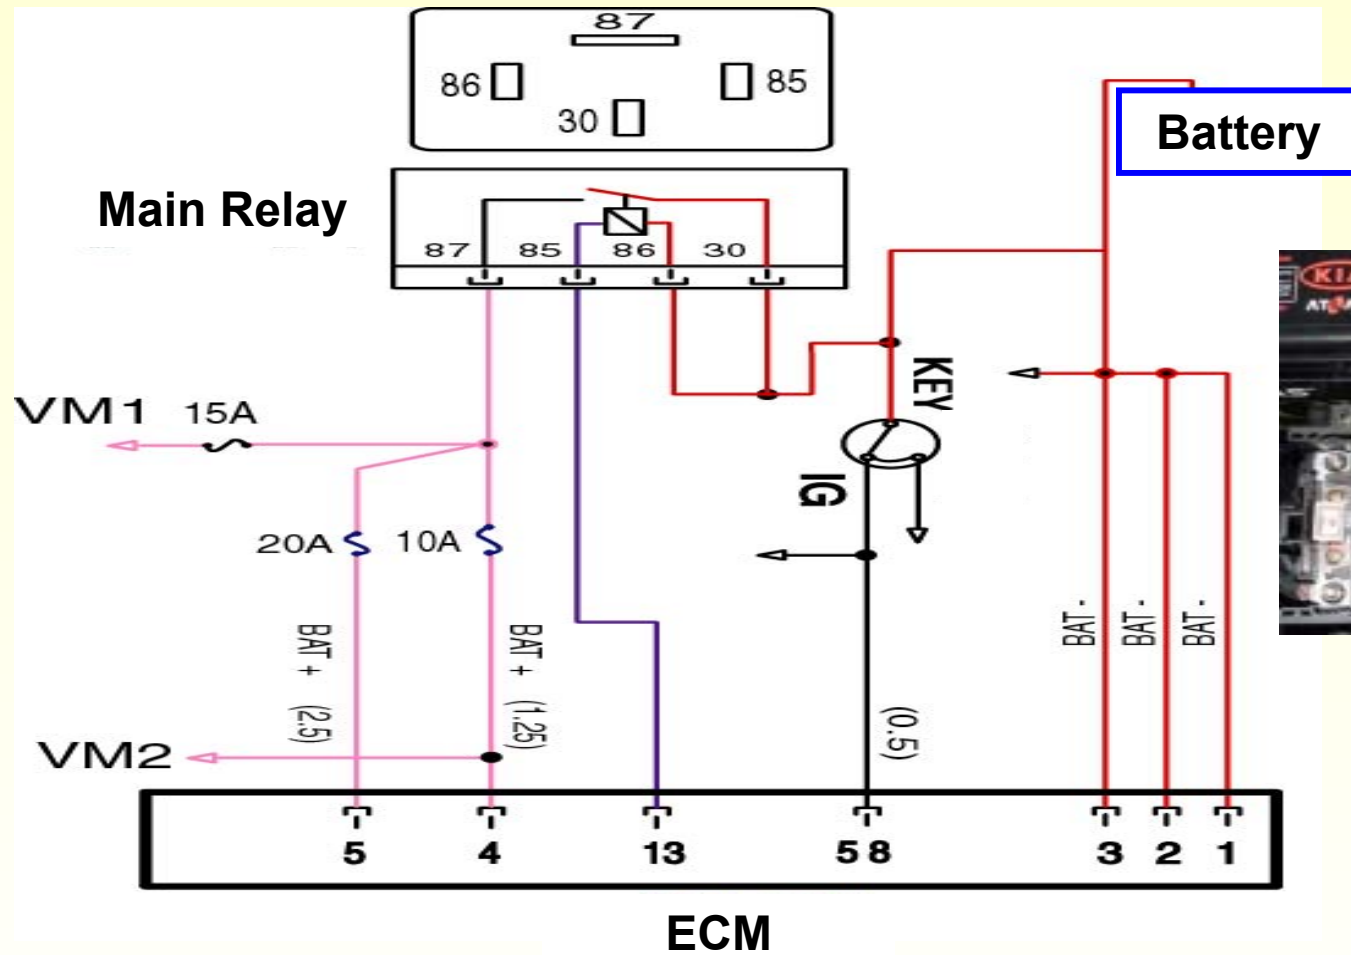 87
86
85
30
Battery
Main Relay
87 85 86 30
KEY
VM1 15A
IG
20A 10A
BAT + (2.5)
BAT + (1.25)
(0.5)
BAT -
BAT -
BAT -
VM2
5 4 13 58 3 2 1
ECM